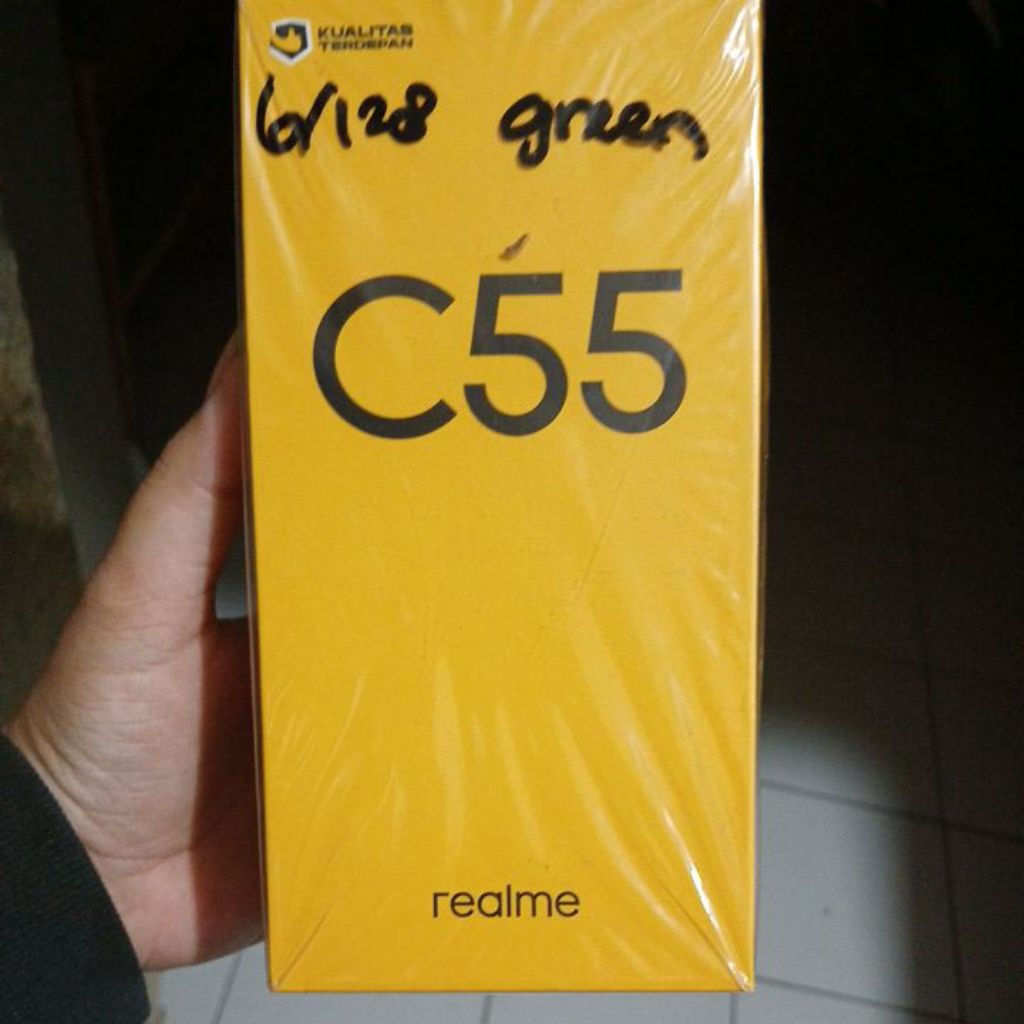 KUALITAS
TERDEPAN
6/128 green
C55
realme